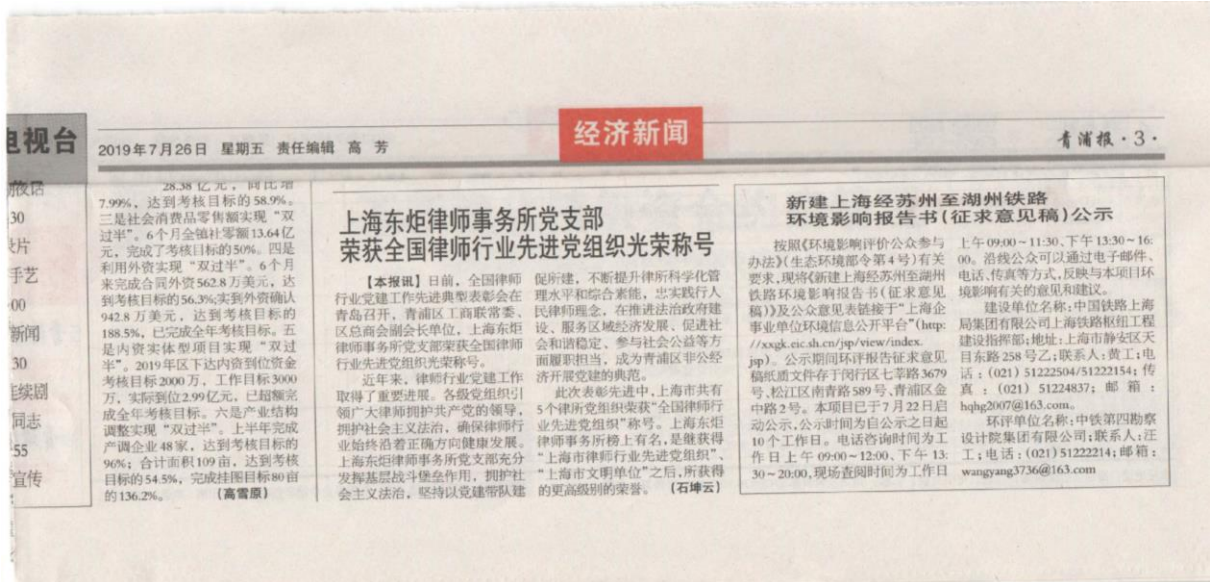 电视台
2019年7月26日 星期五 责任编辑 高 芳
经济新闻
青浦报·3·
夜话
30
片
手艺
00
新闻
30
连续剧
同志
55
宣传
28.38亿元，同比增
7.99%，达到考核目标的58.9%。
三是社会消费品零售额实现“双
过半”。6个月全镇社零额13.64亿
元，完成了考核目标的50%。四是
利用外资实现“双过半”。6个月
来完成合同外资562.8万美元，达
到考核目标的56.3%;实到外资确认
942.8万美元，达到考核目标的
188.5%，已完成全年考核目标。五
是内资实体型项目实现“双过
半”。2019年区下达内资到位资金
考核目标2000万，工作目标3000
万，实际到位2.99亿元，已超额完
成全年考核目标。六是产业结构
调整实现“双过半”。上半年完成
产调企业48家，达到考核目标的
96%；合计面积109亩，达到考核
目标的54.5%，完成挂图目标80亩
的136.2%。 (高雪原)
上海东炬律师事务所党支部
荣获全国律师行业先进党组织光荣称号
【本报讯】日前，全国律师
行业党建工作先进典型表彰会在
青岛召开，青浦区工商联常委、
区总商会副会长单位，上海东炬
律师事务所党支部荣获全国律师
行业先进党组织光荣称号。
近年来，律师行业党建工作
取得了重要进展。各级党组织引
领广大律师拥护共产党的领导，
拥护社会主义法治，确保律师行
业始终沿着正确方向健康发展。
上海东炬律师事务所党支部充分
发挥基层战斗堡垒作用，拥护社
会主义法治，坚持以党建带队建
促所建，不断提升律所科学化管
理水平和综合素能，忠实践行人
民律师理念，在推进法治政府建
设、服务区域经济发展、促进社
会和谐稳定、参与社会公益等方
面履职担当，成为青浦区非公经
济开展党建的典范。
此次表彰先进中，上海市共有
5个律所党组织荣获“全国律师行
业先进党组织”称号。上海东炬
律师事务所榜上有名，是继获得
“上海市律师行业先进党组织”、
“上海市文明单位”之后，所获得
的更高级别的荣誉。 (石坤云)
新建上海经苏州至湖州铁路
环境影响报告书(征求意见稿)公示
按照《环境影响评价公众参与
办法》(生态环境部令第4号)有关
要求，现将《新建上海经苏州至湖州
铁路环境影响报告书(征求意见
稿)》及公众意见表链接于“上海企
事业单位环境信息公开平台”(http:
//xxgk.eic.sh.cn/jsp/view/index.
jsp)。公示期间环评报告征求意见
稿纸质文件存于闵行区七莘路3679
号,松江区南青路589号、青浦区金
中路2号。本项目已于7月22日启
动公示,公示时间为自公示之日起
10个工作日。电话咨询时间为工
作日上午09:00~12:00、下午13:
30~20:00,现场查阅时间为工作日
上午09:00~11:30、下午13:30~16:
00。沿线公众可以通过电子邮件、
电话、传真等方式,反映与本项目环
境影响有关的意见和建议。
建设单位名称:中国铁路上海
局集团有限公司上海铁路枢纽工程
建设指挥部;地址:上海市静安区天
目东路258号乙;联系人:黄工;电
话:(021)51222504/51222154;传
真:(021)51224837;邮箱:
hqhg2007@163.com。
环评单位名称:中铁第四勘察
设计院集团有限公司;联系人:汪
工;电话:(021)51222214;邮箱:
wangyang3736@163.com